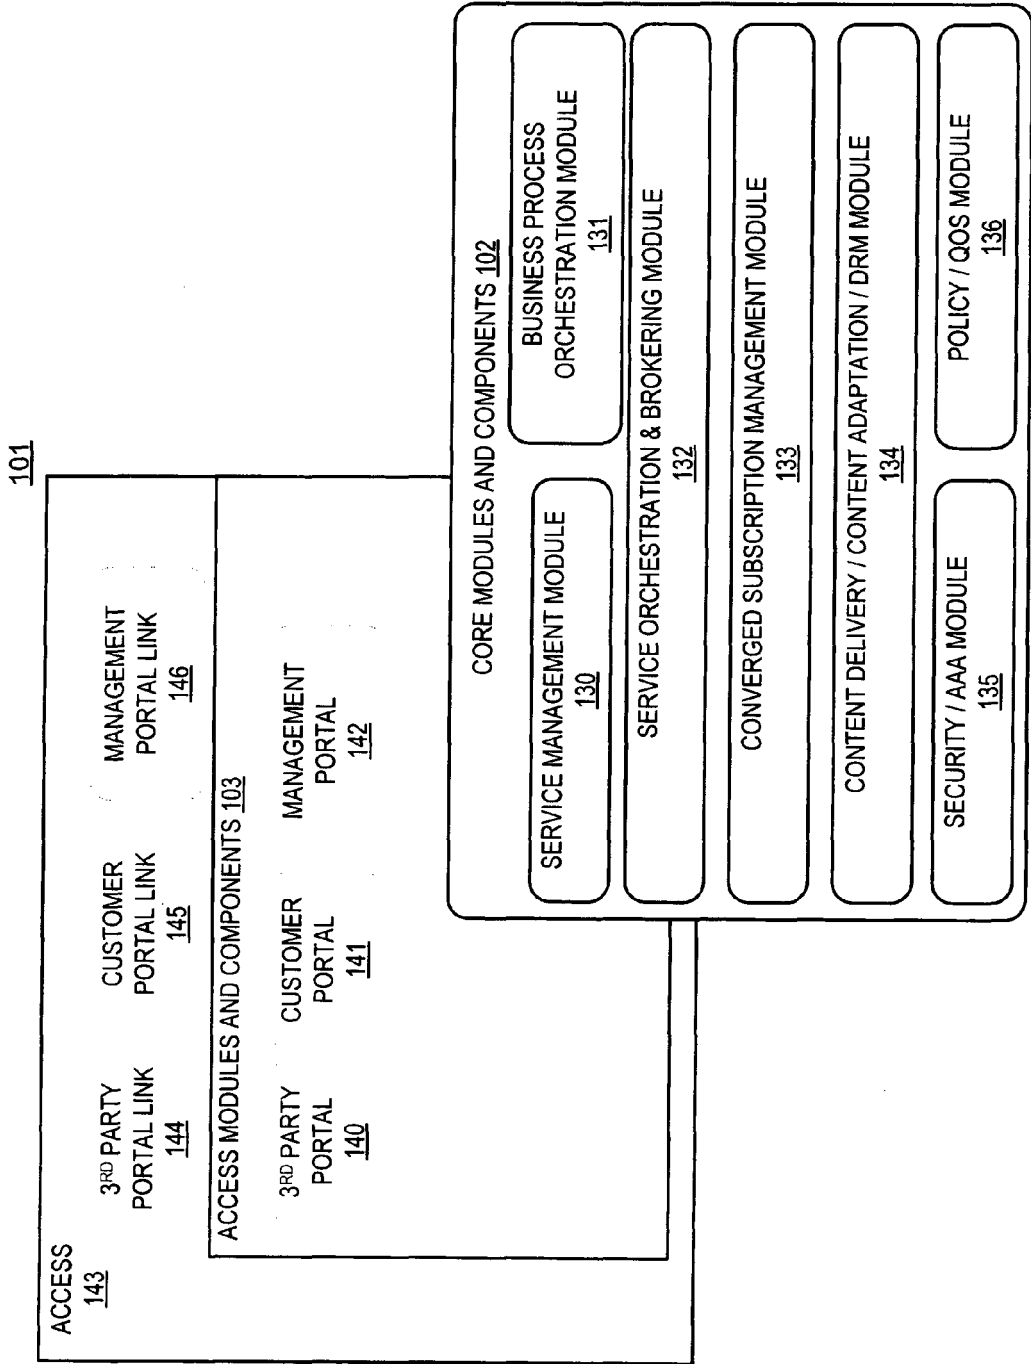 101
ACCESS
143
3RD PARTY
PORTAL LINK
144
CUSTOMER
PORTAL LINK
145
MANAGEMENT
PORTAL LINK
146
ACCESS MODULES AND COMPONENTS 103
3RD PARTY
PORTAL
140
CUSTOMER
PORTAL
141
MANAGEMENT
PORTAL
142
CORE MODULES AND COMPONENTS 102
SERVICE MANAGEMENT MODULE
130
BUSINESS PROCESS
ORCHESTRATION MODULE
131
SERVICE ORCHESTRATION & BROKERING MODULE
132
CONVERGED SUBSCRIPTION MANAGEMENT MODULE
133
CONTENT DELIVERY / CONTENT ADAPTATION / DRM MODULE
134
SECURITY / AAA MODULE
135
POLICY / QOS MODULE
136